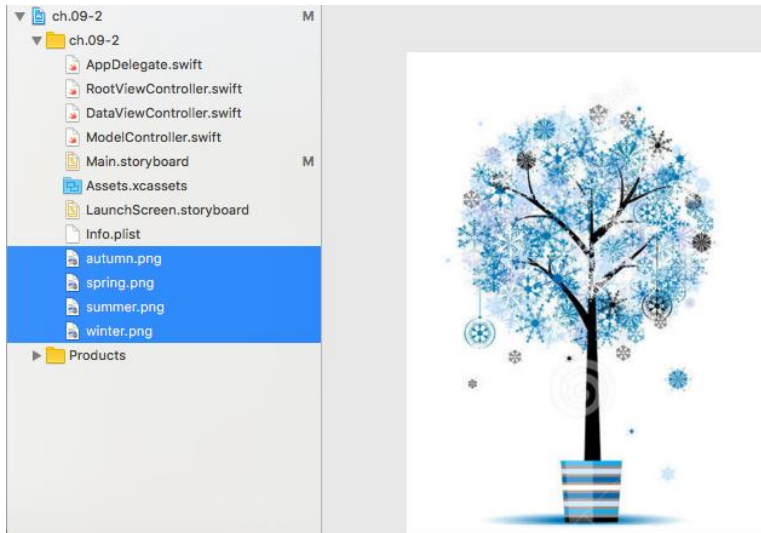 ch.09-2 M
ch.09-2
AppDelegate.swift
RootViewController.swift
DataViewController.swift
ModelController.swift
Main.storyboard M
Assets.xcassets
LaunchScreen.storyboard
Info.plist
autumn.png
spring.png
summer.png
winter.png
Products